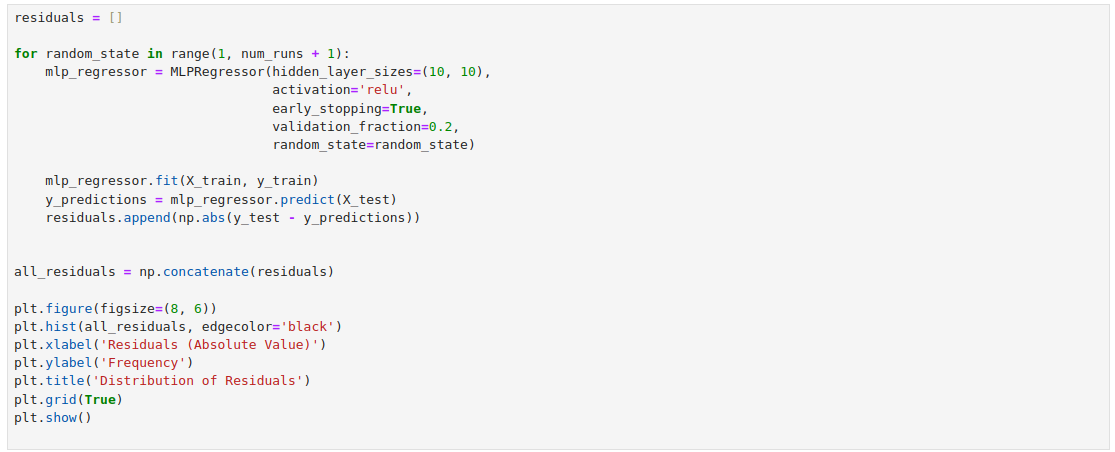 residuals = []
for random_state in range(1, num_runs + 1):
    mlp_regressor = MLPRegressor(hidden_layer_sizes=(10, 10),
                                 activation='relu',
                                 early_stopping=True,
                                 validation_fraction=0.2,
                                 random_state=random_state)
    mlp_regressor.fit(X_train, y_train)
    y_predictions = mlp_regressor.predict(X_test)
    residuals.append(np.abs(y_test - y_predictions))
all_residuals = np.concatenate(residuals)
plt.figure(figsize=(8, 6))
plt.hist(all_residuals, edgecolor='black')
plt.xlabel('Residuals (Absolute Value)')
plt.ylabel('Frequency')
plt.title('Distribution of Residuals')
plt.grid(True)
plt.show()